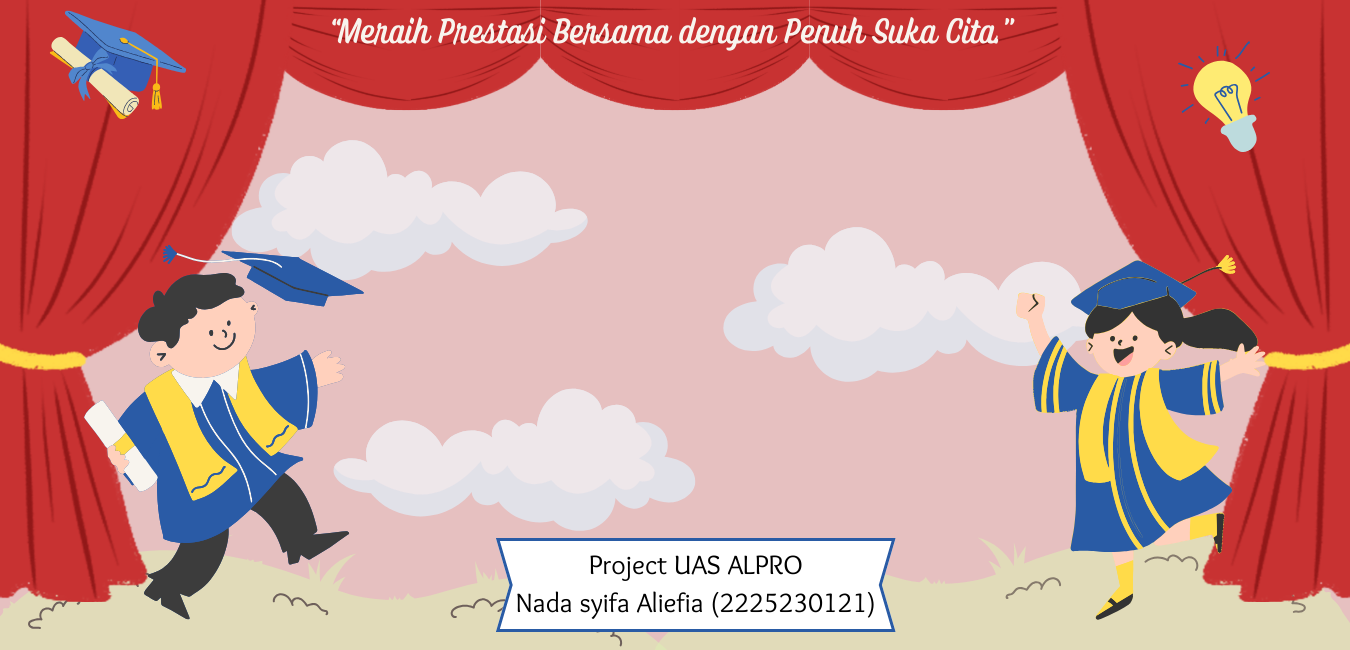 “Meraih Prestasi Bersama dengan Penuh Suka Cita.”
Project UAS ALPRO
Nada syifa Aliefia (2225230121)